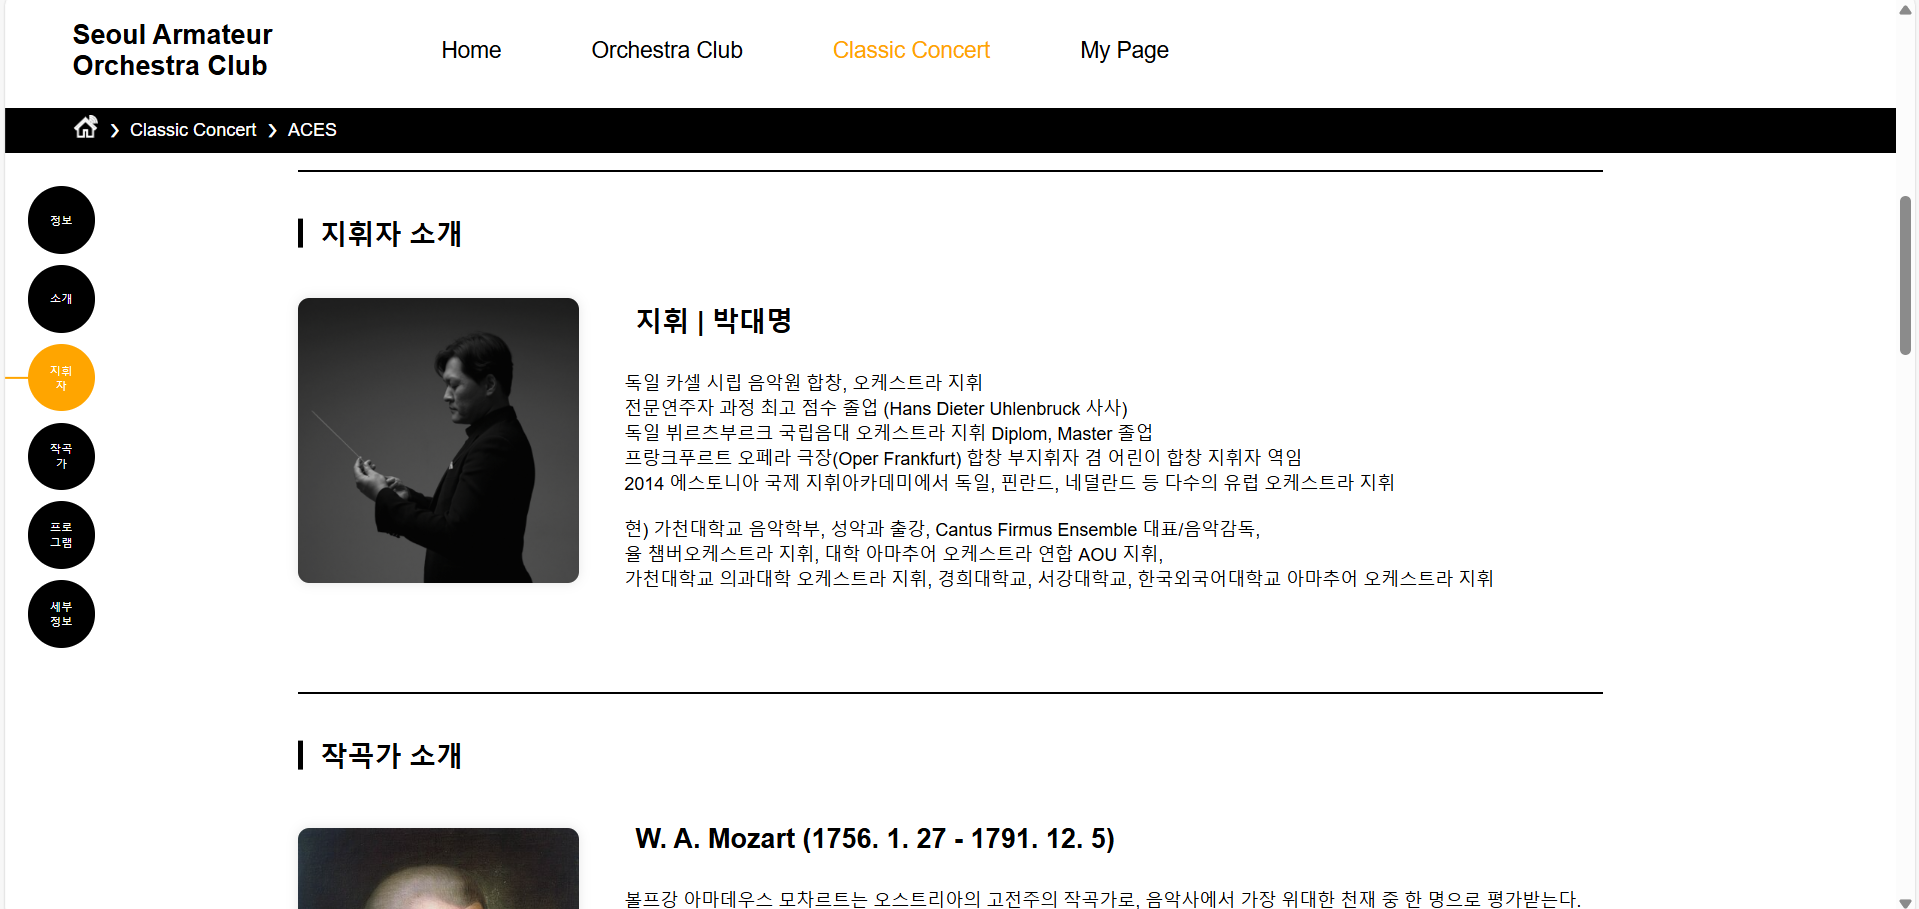 Seoul Armateur
Orchestra Club
Home
Orchestra Club
Classic Concert
My Page
❯ Classic Concert ❯ ACES
정보
소개
지휘
자
작곡
가
프로
그램
세부
정보
지휘자 소개
지휘 | 박대명
독일 카셀 시립 음악원 합창, 오케스트라 지휘
전문연주자 과정 최고 점수 졸업 (Hans Dieter Uhlenbruck 사사)
독일 뷔르츠부르크 국립음대 오케스트라 지휘 Diplom, Master 졸업
프랑크푸르트 오페라 극장(Oper Frankfurt) 합창 부지휘자 겸 어린이 합창 지휘자 역임
2014 에스토니아 국제 지휘아카데미에서 독일, 핀란드, 네덜란드 등 다수의 유럽 오케스트라 지휘
현) 가천대학교 음악학부, 성악과 출강, Cantus Firmus Ensemble 대표/음악감독,
율 챔버오케스트라 지휘, 대학 아마추어 오케스트라 연합 AOU 지휘,
가천대학교 의과대학 오케스트라 지휘, 경희대학교, 서강대학교, 한국외국어대학교 아마추어 오케스트라 지휘
작곡가 소개
W. A. Mozart (1756. 1. 27 - 1791. 12. 5)
볼프강 아마데우스 모차르트는 오스트리아의 고전주의 작곡가로, 음악사에서 가장 위대한 천재 중 한 명으로 평가받는다.